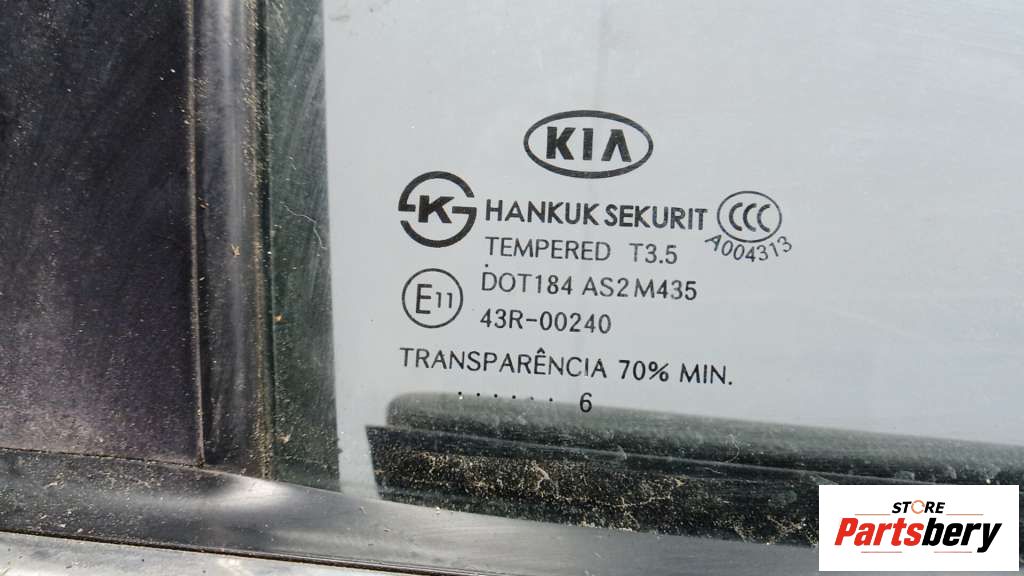 KIA
K HANKUK SEKURIT CCC
A004313
TEMPERED T3.5
DOT184 AS2 M435
E11
43R-00240
TRANSPARÊNCIA 70% MIN.
...... 6
STORE
Partsbery